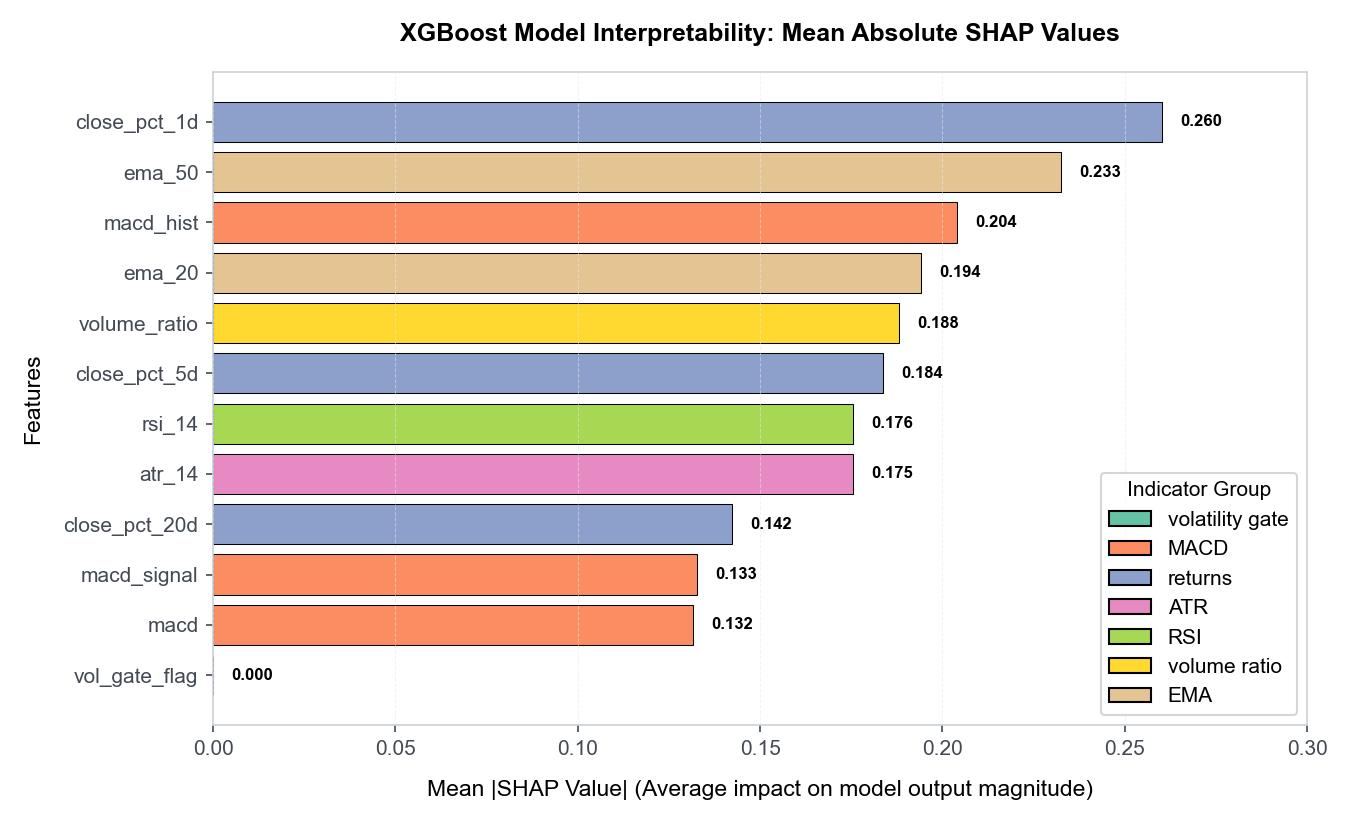 XGBoost Model Interpretability: Mean Absolute SHAP Values
Features
close_pct_1d 0.260
ema_50 0.233
macd_hist 0.204
ema_20 0.194
volume_ratio 0.188
close_pct_5d 0.184
rsi_14 0.176
atr_14 0.175
close_pct_20d 0.142
macd_signal 0.133
macd 0.132
vol_gate_flag 0.000
Indicator Group
volatility gate
MACD
returns
ATR
RSI
volume ratio
EMA
0.00 0.05 0.10 0.15 0.20 0.25 0.30
Mean |SHAP Value| (Average impact on model output magnitude)